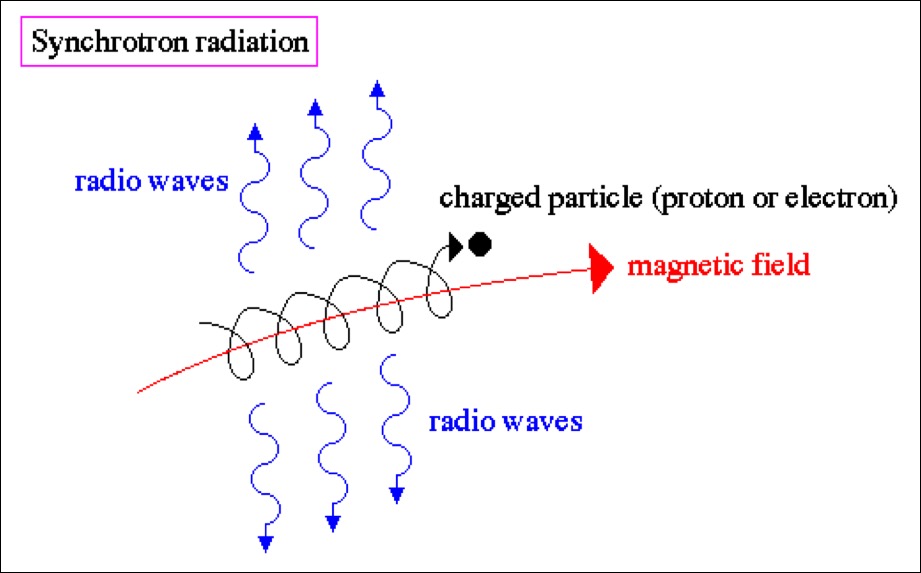 Synchrotron radiation
radio waves
charged particle (proton or electron)
magnetic field
radio waves